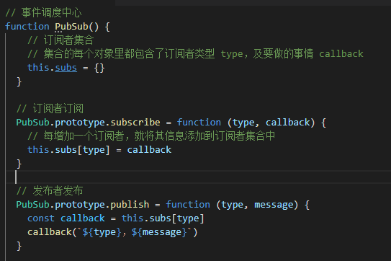 // 事件调度中心
function PubSub() {
// 订阅者集合
// 集合的每个对象里都包含了订阅者类型 type，及要做的事情 callback
this.subs = {}
}
// 订阅者订阅
PubSub.prototype.subscribe = function (type, callback) {
// 每增加一个订阅者，就将其信息添加到订阅者集合中
this.subs[type] = callback
}
// 发布者发布
PubSub.prototype.publish = function (type, message) {
const callback = this.subs[type]
callback(`${type}，${message}`)
}